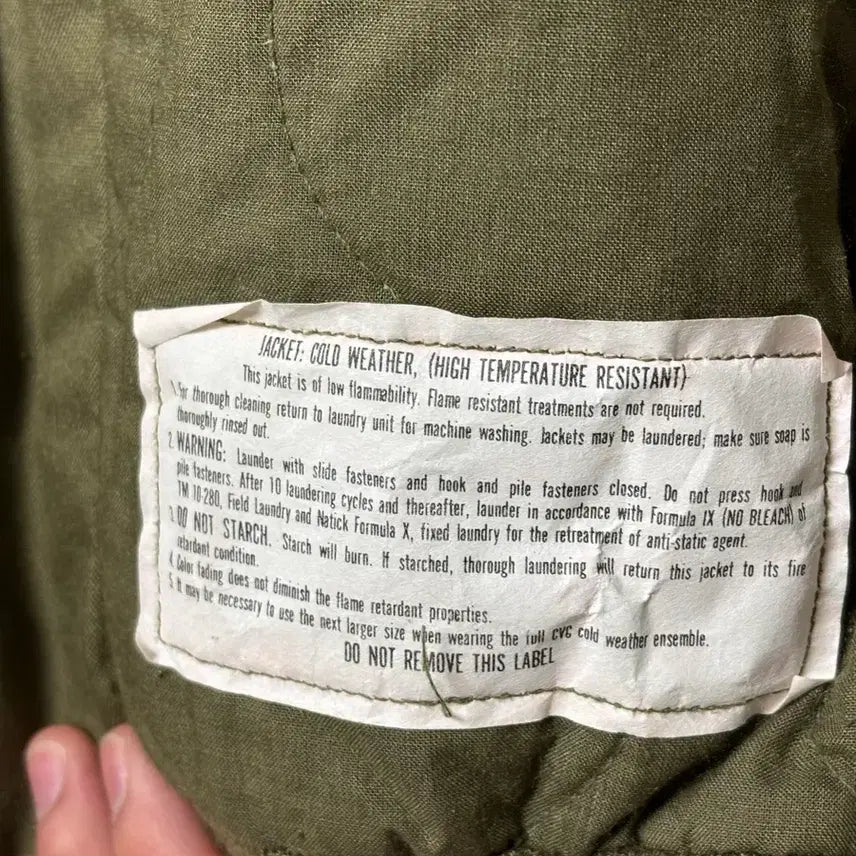 JACKET: COLD WEATHER, (HIGH TEMPERATURE RESISTANT)
This jacket is of low flammability. Flame resistant treatments are not required.
1. For thorough cleaning return to laundry unit for machine washing. Jackets may be laundered; make sure soap is
thoroughly rinsed out.
2. WARNING: Launder with slide fasteners and hook and pile fasteners closed. Do not press hook and
pile fasteners. After 10 laundering cycles and thereafter, launder in accordance with Formula IX (NO BLEACH) of
TM 10-280, Field Laundry and Natick Formula X, fixed laundry for the retreatment of anti-static agent.
3. DO NOT STARCH. Starch will burn. If starched, thorough laundering will return this jacket to its fire
retardant condition.
4. Color fading does not diminish the flame retardant properties.
5. It may be necessary to use the next larger size when wearing the full CVC cold weather ensemble.
DO NOT REMOVE THIS LABEL